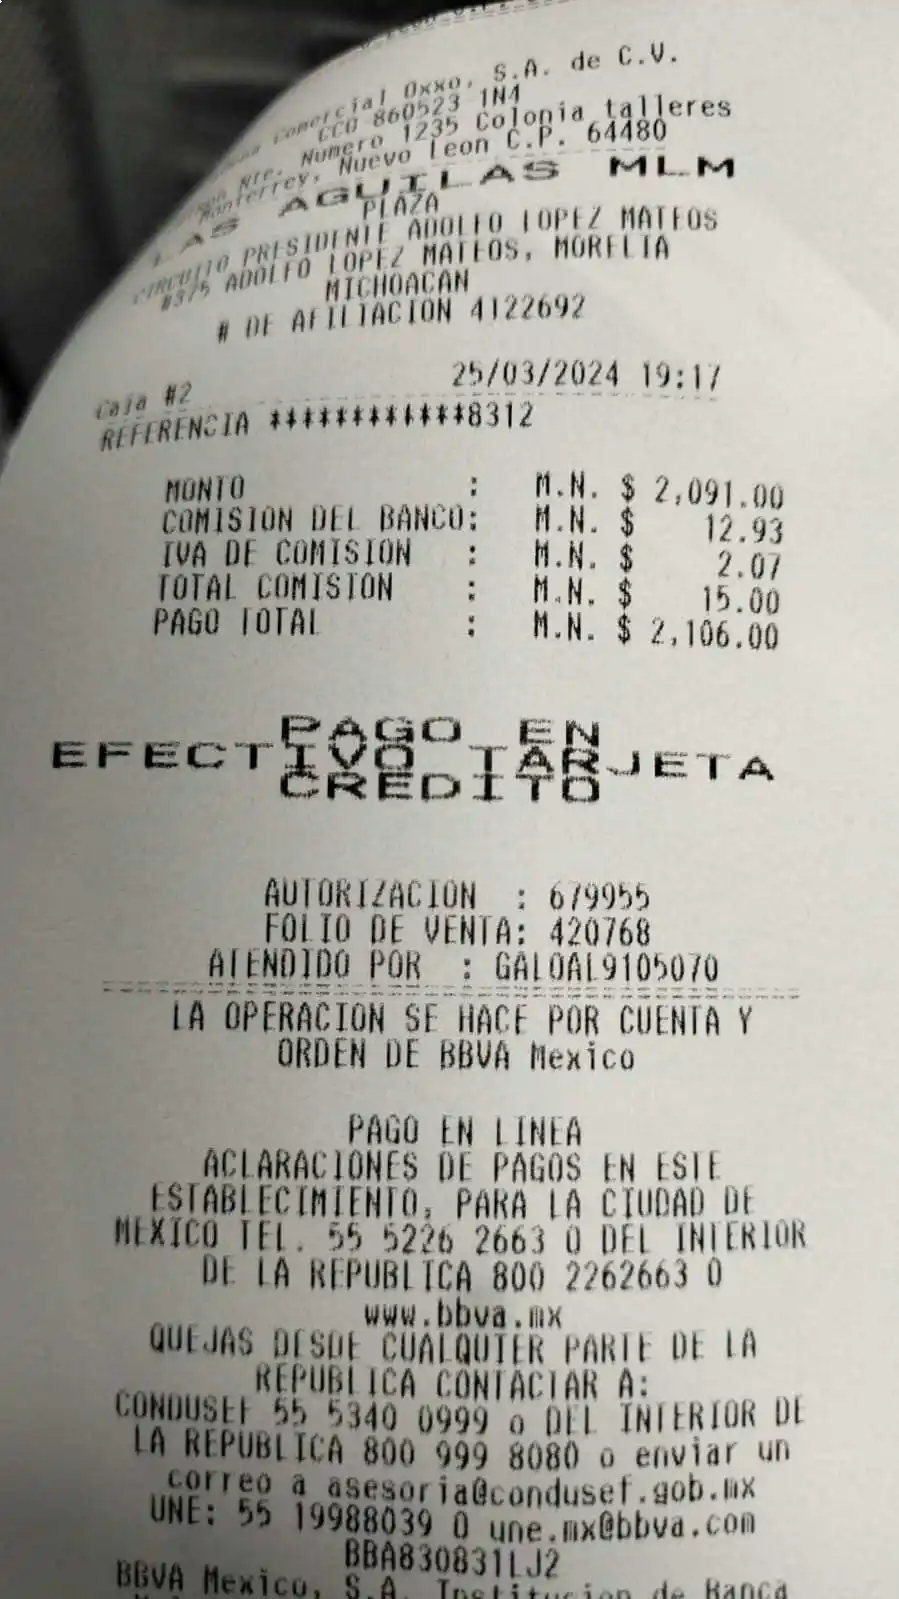 Comercial Oxxo, S.A. de C.V.
CCO 860523 1N4
Nte. Numero 1235 Colonia talleres
Monterrey, Nuevo leon C.P. 64480
LAS AGUILAS MLM
PLAZA
CIRCUITO PRESIDENTE ADOLFO LOPEZ MATEOS
#375 ADOLFO LOPEZ MATEOS, MORELIA
MICHOACAN
# DE AFILIACION 4122692
Caja #2 25/03/2024 19:17
REFERENCIA ************8312
MONTO : M.N. $ 2,091.00
COMISION DEL BANCO: M.N. $ 12.93
IVA DE COMISION : M.N. $ 2.07
TOTAL COMISION : M.N. $ 15.00
PAGO TOTAL : M.N. $ 2,106.00
PAGO EN
EFECTIVO TARJETA
CREDITO
AUTORIZACION : 679955
FOLIO DE VENTA: 420768
ATENDIDO POR : GALOAL9105070
LA OPERACION SE HACE POR CUENTA Y
ORDEN DE BBVA Mexico
PAGO EN LINEA
ACLARACIONES DE PAGOS EN ESTE
ESTABLECIMIENTO, PARA LA CIUDAD DE
MEXICO TEL. 55 5226 2663 O DEL INTERIOR
DE LA REPUBLICA 800 2262663 O
www.bbva.mx
QUEJAS DESDE CUALQUIER PARTE DE LA
REPUBLICA CONTACTAR A:
CONDUSEF 55 5340 0999 o DEL INTERIOR DE
LA REPUBLICA 800 999 8080 o enviar un
correo a asesoria@condusef.gob.mx
UNE: 55 19988039 O une.mx@bbva.com
BBA830831LJ2
BBVA Mexico, S.A. Institucion de Banca